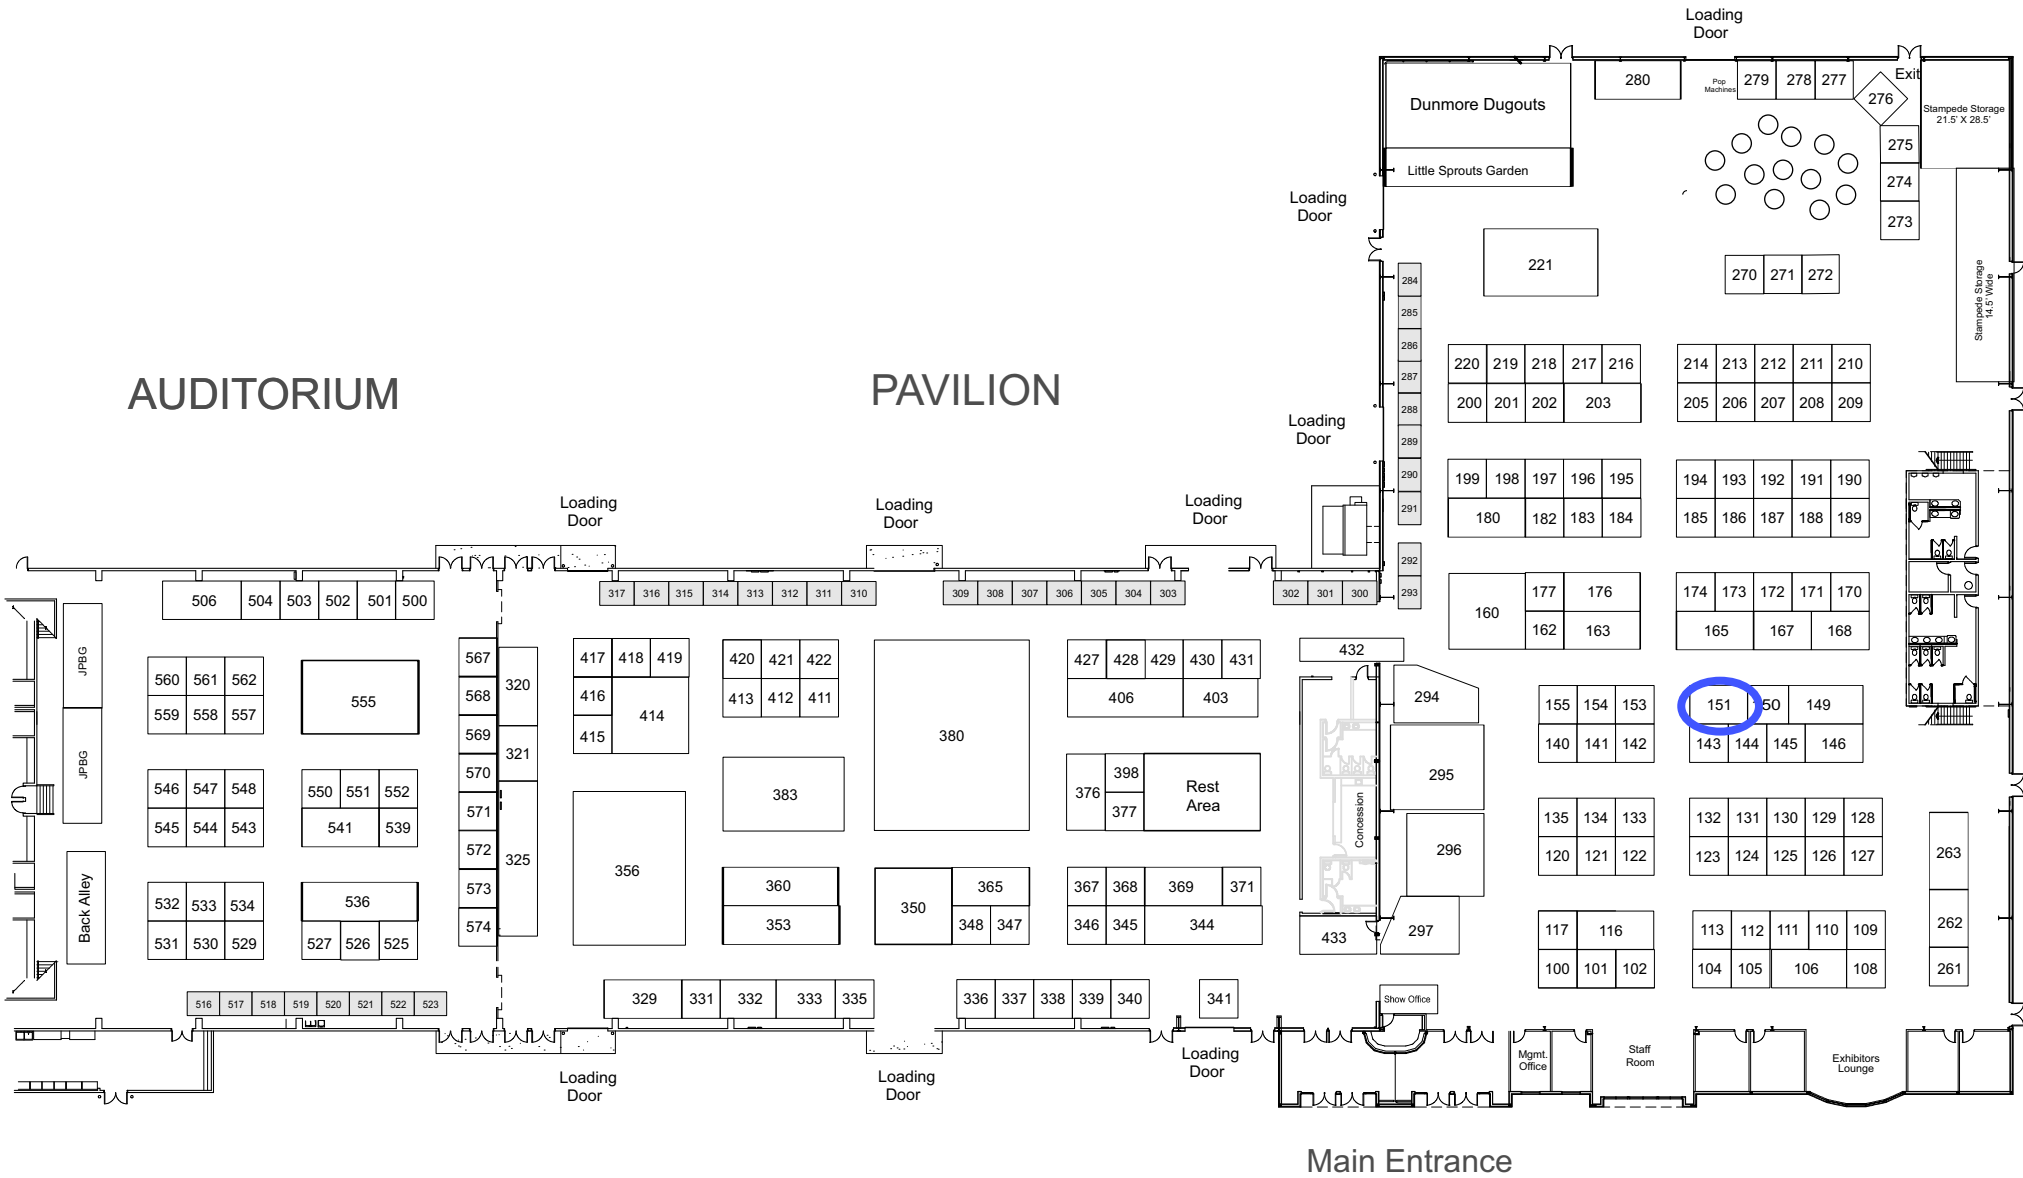 Loading
Door
280
Pop
Machines
279 278 277
Exit
276
Stampede Storage
21.5' X 28.5'
Dunmore Dugouts
Little Sprouts Garden
275
274
273
Loading
Door
221
270 271 272
Stampede Storage
14.5' Wide
284
285
286
287
288
289
290
291
292
293
220 219 218 217 216
200 201 202 203
214 213 212 211 210
205 206 207 208 209
AUDITORIUM
PAVILION
Loading
Door
199 198 197 196 195
180 182 183 184
194 193 192 191 190
185 186 187 188 189
Loading
Door
Loading
Door
Loading
Door
160 177 176
162 163
174 173 172 171 170
165 167 168
506 504 503 502 501 500
317 316 315 314 313 312 311 310
309 308 307 306 305 304 303
302 301 300
JPBG
JPBG
Back Alley
560 561 562
559 558 557
555
567
568
569
570
571
572
573
574
320
321
325
417 418 419
416
414
415
420 421 422
413 412 411
380
427 428 429 430 431
406 403
432
294
295
296
297
155 154 153
140 141 142
151 150 149
143 144 145 146
546 547 548
545 544 543
550 551 552
541 539
356
383
376 398
377
Rest
Area
Concession
135 134 133
120 121 122
132 131 130 129 128
123 124 125 126 127
263
262
261
532 533 534
531 530 529
536
527 526 525
360
353
350
365
348 347
367 368 369 371
346 345 344
433
117 116
100 101 102
113 112 111 110 109
104 105 106 108
516 517 518 519 520 521 522 523
329 331 332 333 335
336 337 338 339 340
341
Show Office
Loading
Door
Loading
Door
Loading
Door
Mgmt.
Office
Staff
Room
Exhibitors
Lounge
Main Entrance